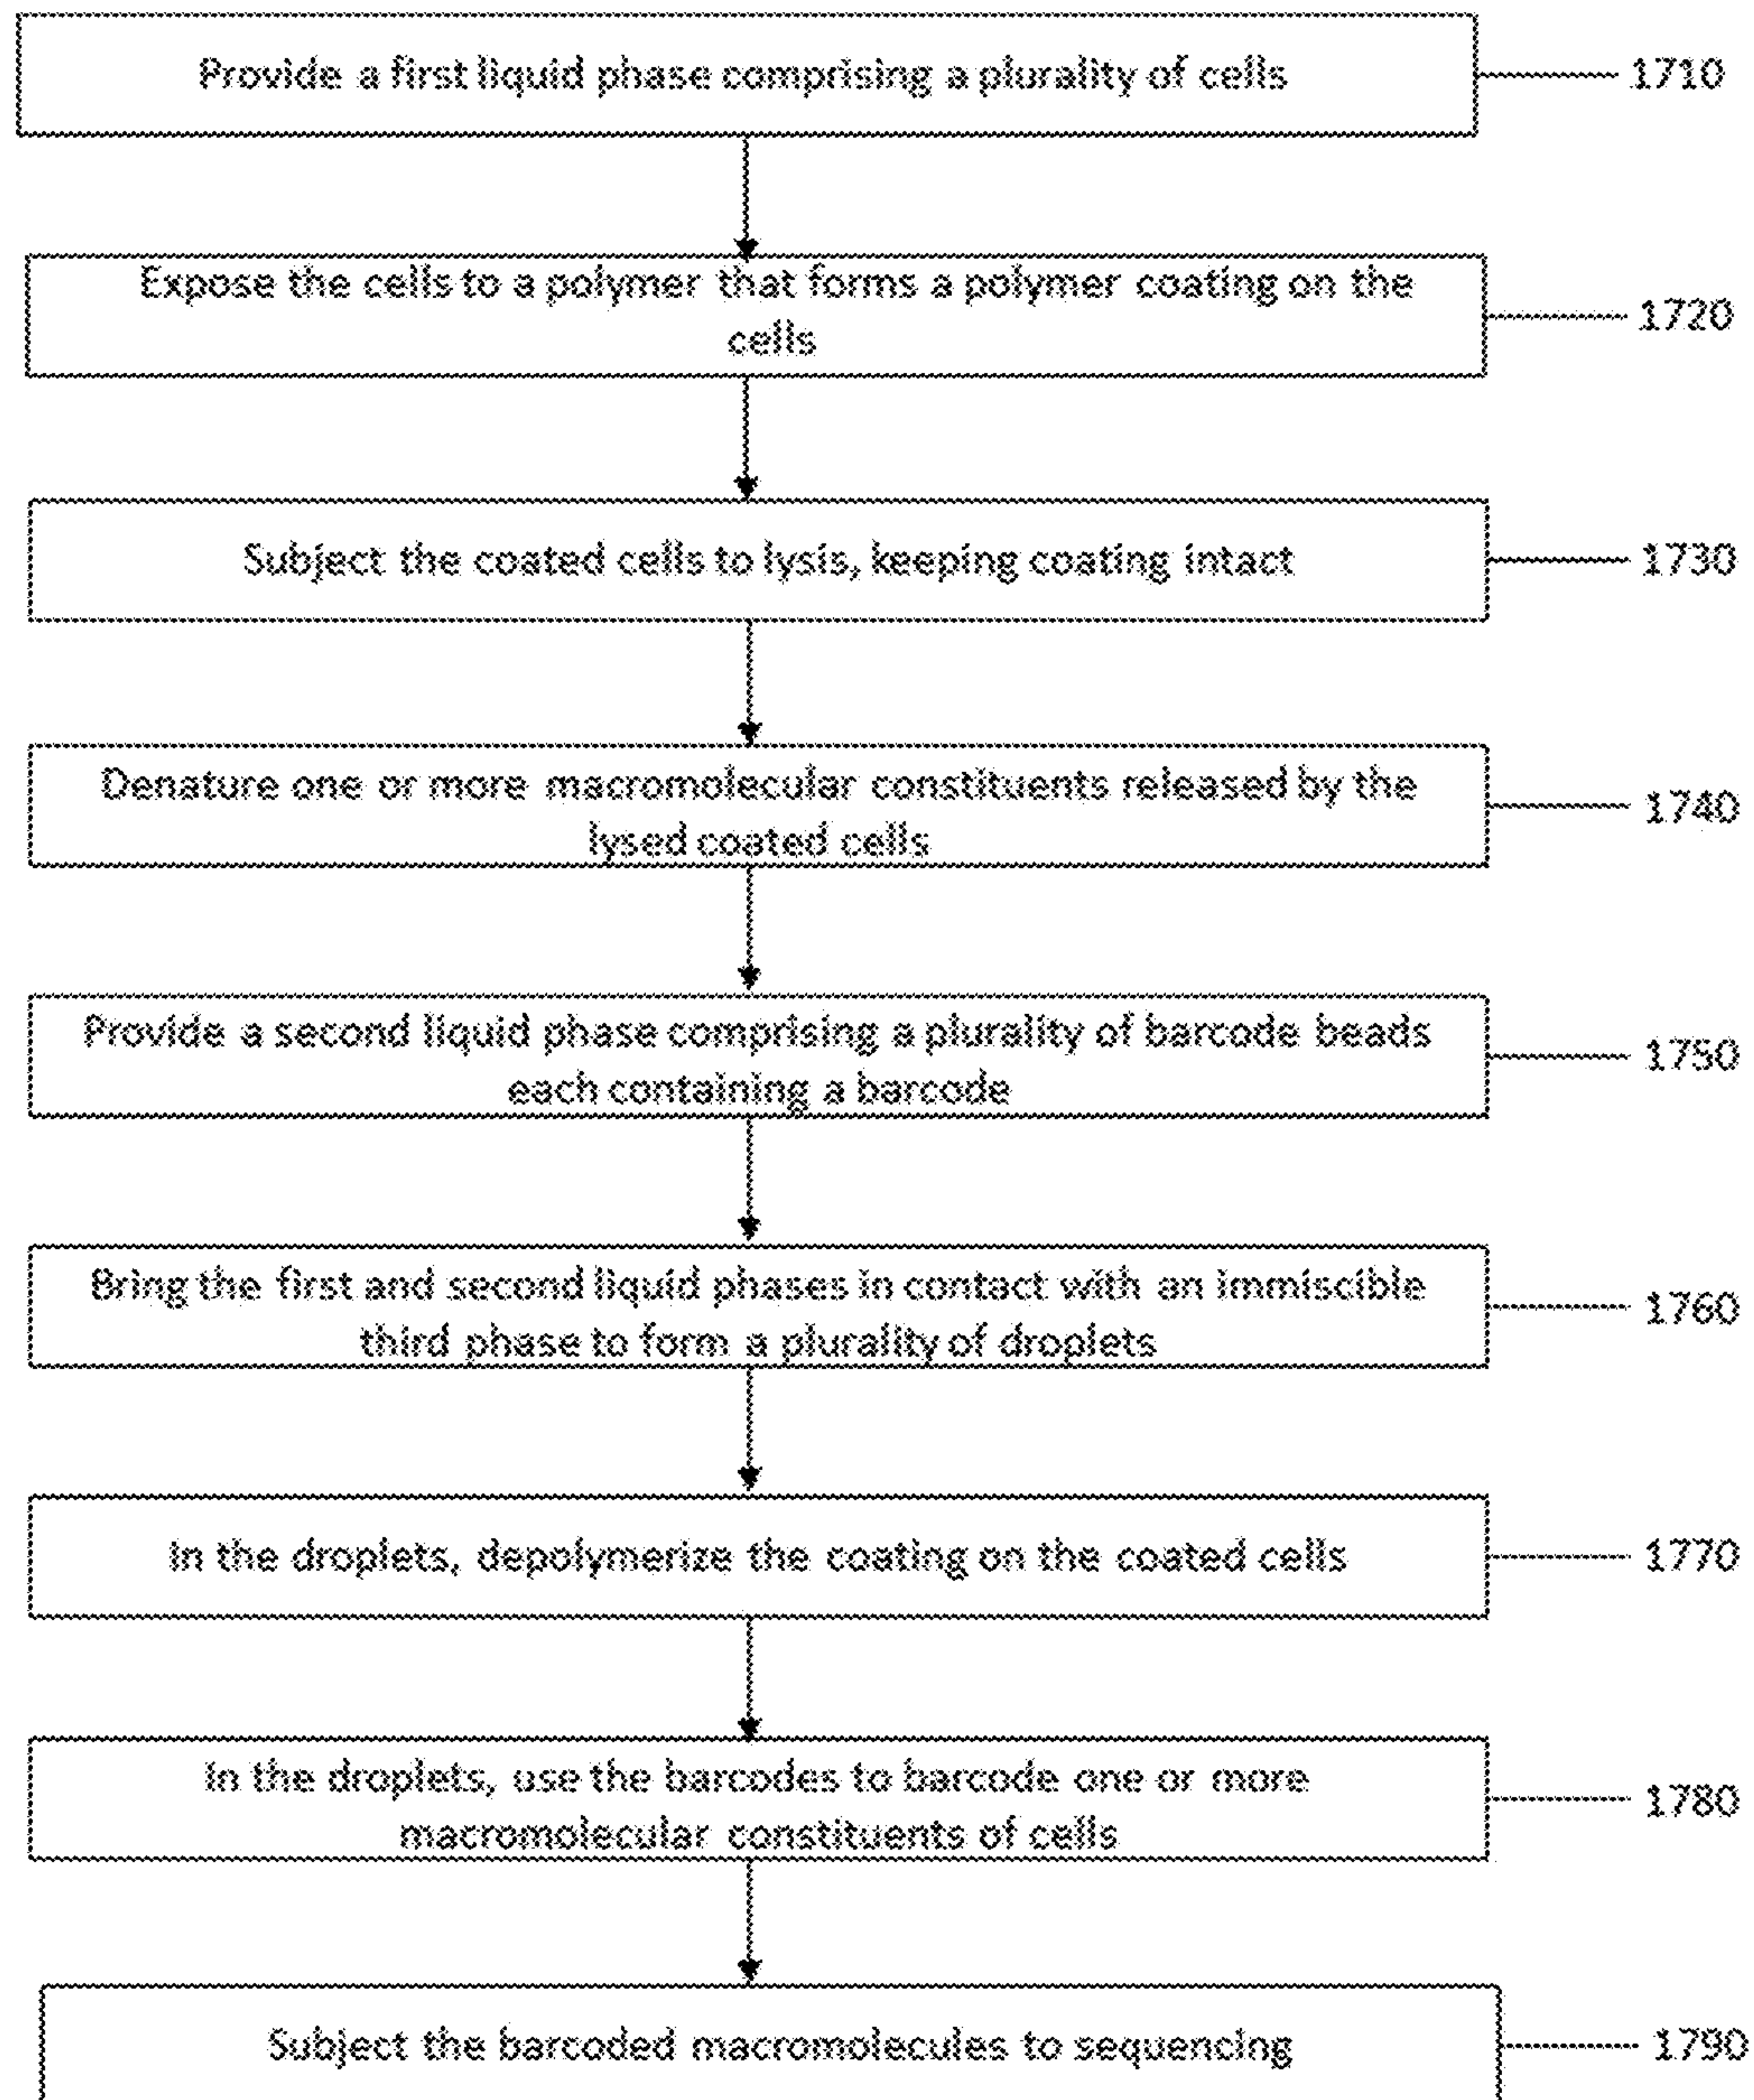 Provide a first liquid phase comprising a plurality of cells
1710
Expose the cells to a polymer that forms a polymer coating on the
cells
1720
Subject the coated cells to lysis, keeping coating intact
1730
Denature one or more macromolecular constituents released by the
lysed coated cells
1740
Provide a second liquid phase comprising a plurality of barcode beads
each containing a barcode
1750
Bring the first and second liquid phases in contact with an immiscible
third phase to form a plurality of droplets
1760
In the droplets, depolymerize the coating on the coated cells
1770
In the droplets, use the barcodes to barcode one or more
macromolecular constituents of cells
1780
Subject the barcoded macromolecules to sequencing
1790